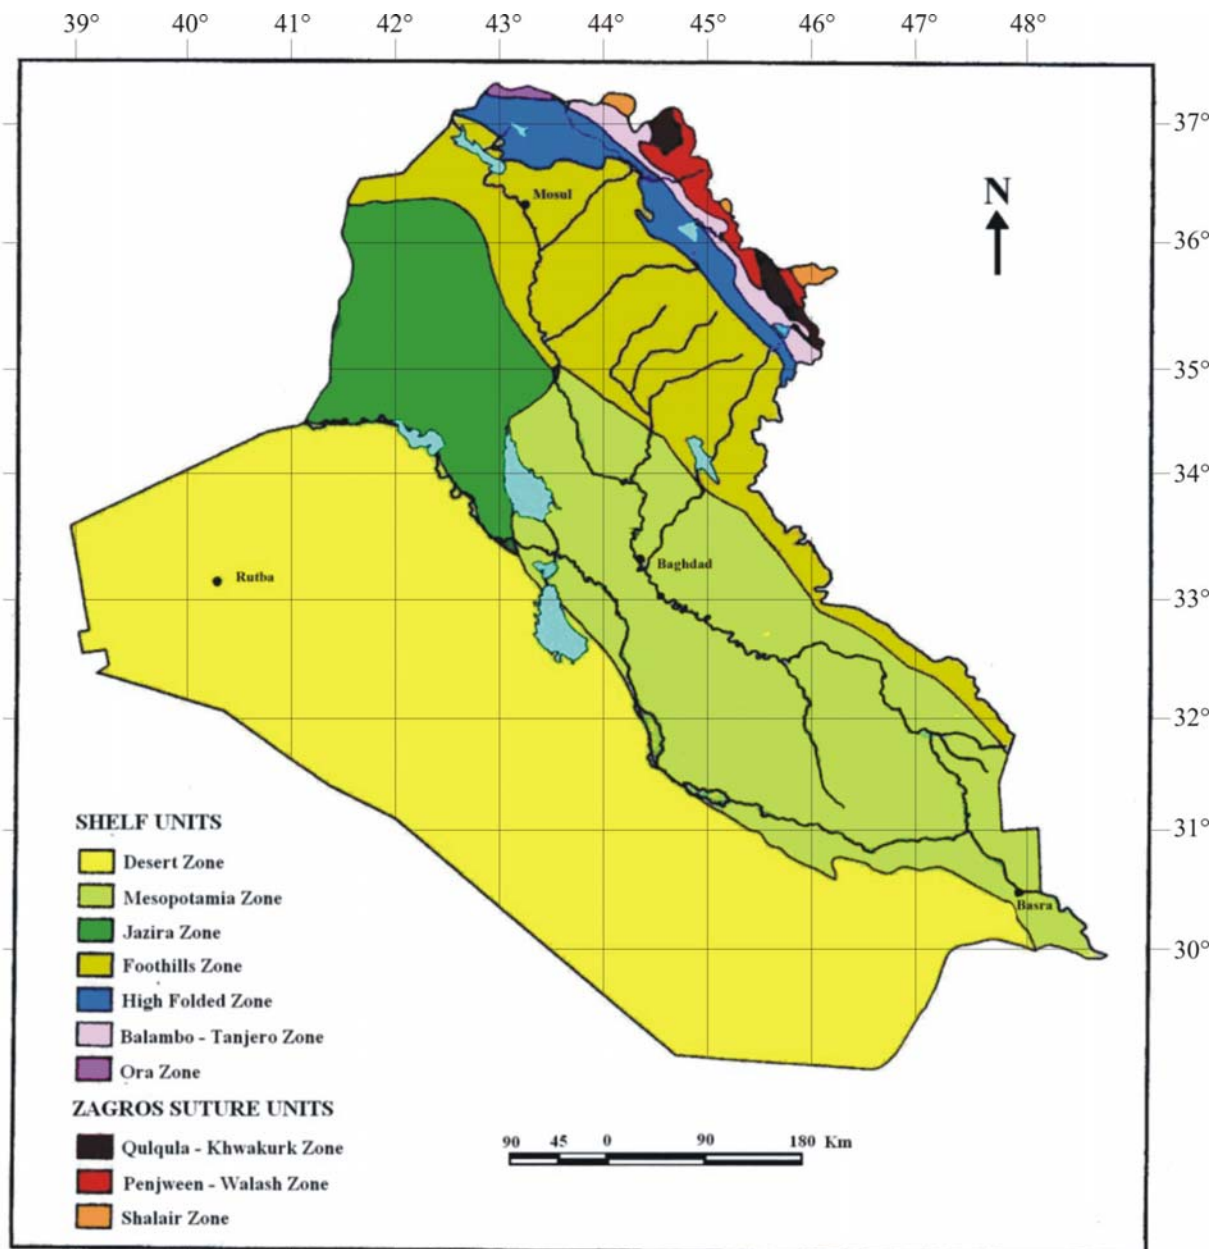 39° 40° 41° 42° 43° 44° 45° 46° 47° 48°
37°
N
Mosul
36°
35°
34°
Baghdad
Rutba
33°
32°
31°
Basra
30°
SHELF UNITS
Desert Zone
Mesopotamia Zone
Jazira Zone
Foothills Zone
High Folded Zone
Balambo - Tanjero Zone
Ora Zone
ZAGROS SUTURE UNITS
Qulqula - Khwakurk Zone
Penjween - Walash Zone
Shalair Zone
90 45 0 90 180 Km